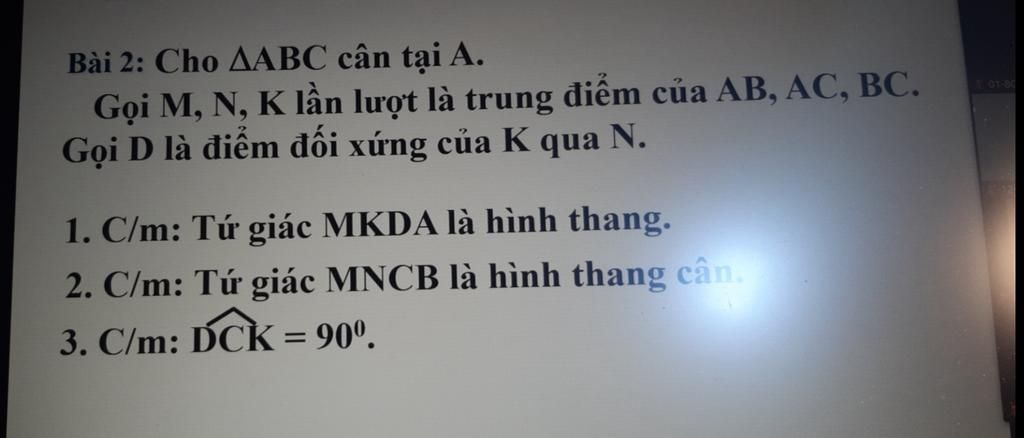 Bài 2: Cho ΔABC cân tại A.
Gọi M, N, K lần lượt là trung điểm của AB, AC, BC.
Gọi D là điểm đối xứng của K qua N.
1. C/m: Tứ giác MKDA là hình thang.
2. C/m: Tứ giác MNCB là hình thang cân.
3. C/m: DCK = 90⁰.